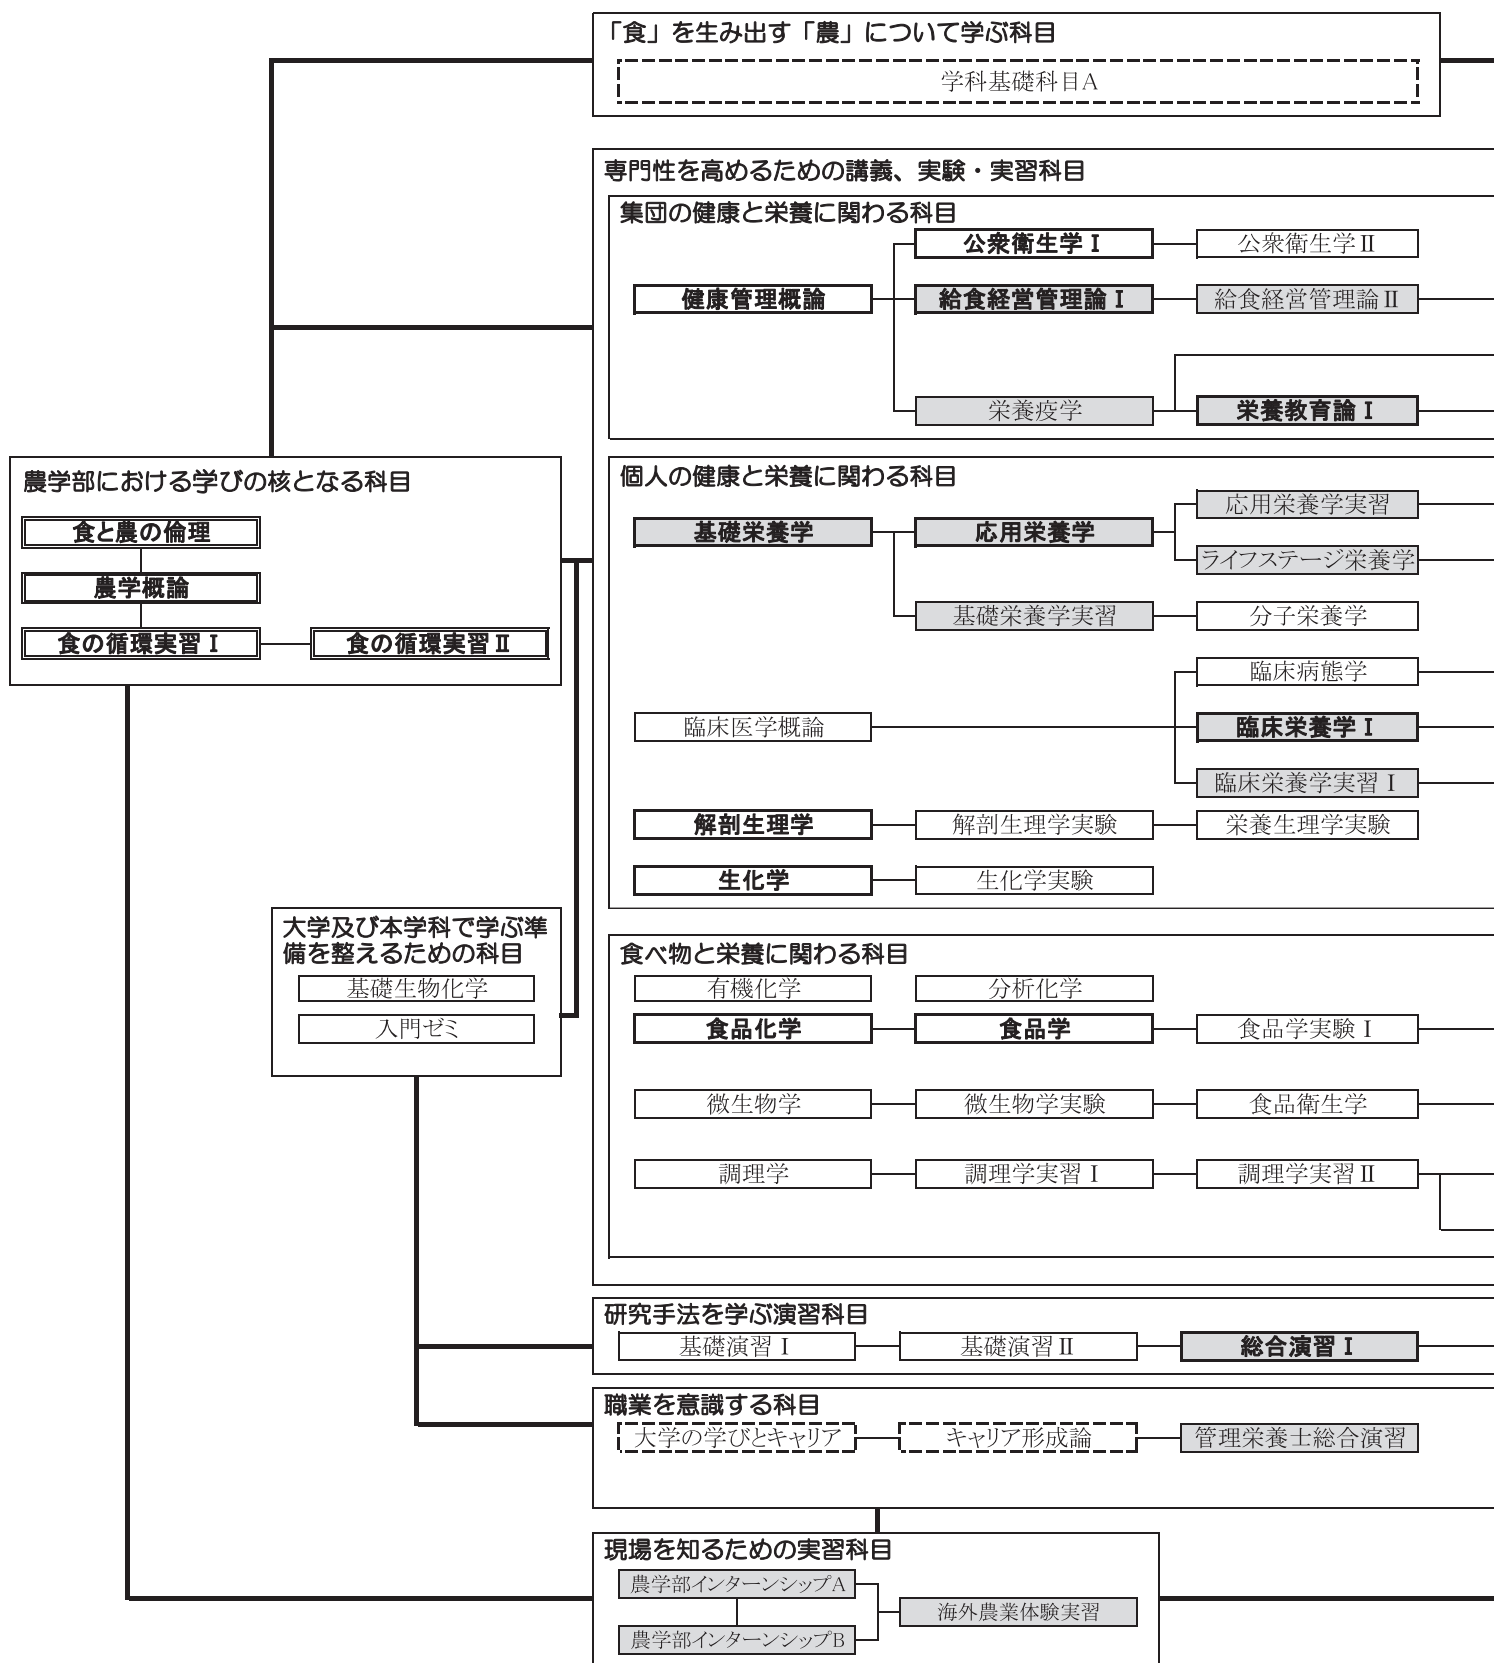 「食」を生み出す「農」について学ぶ科目
学科基礎科目A
専門性を高めるための講義、実験・実習科目
集団の健康と栄養に関わる科目
公衆衛生学Ⅰ
公衆衛生学Ⅱ
健康管理概論
給食経営管理論Ⅰ
給食経営管理論Ⅱ
栄養疫学
栄養教育論Ⅰ
農学部における学びの核となる科目
食と農の倫理
農学概論
食の循環実習Ⅰ
食の循環実習Ⅱ
個人の健康と栄養に関わる科目
基礎栄養学
応用栄養学
応用栄養学実習
ライフステージ栄養学
基礎栄養学実習
分子栄養学
臨床病態学
臨床医学概論
臨床栄養学Ⅰ
臨床栄養学実習Ⅰ
解剖生理学
解剖生理学実験
栄養生理学実験
生化学
生化学実験
大学及び本学科で学ぶ準
備を整えるための科目
基礎生物化学
入門ゼミ
食べ物と栄養に関わる科目
有機化学
分析化学
食品化学
食品学
食品学実験Ⅰ
微生物学
微生物学実験
食品衛生学
調理学
調理学実習Ⅰ
調理学実習Ⅱ
研究手法を学ぶ演習科目
基礎演習Ⅰ
基礎演習Ⅱ
総合演習Ⅰ
職業を意識する科目
大学の学びとキャリア
キャリア形成論
管理栄養士総合演習
現場を知るための実習科目
農学部インターンシップA
海外農業体験実習
農学部インターンシップB